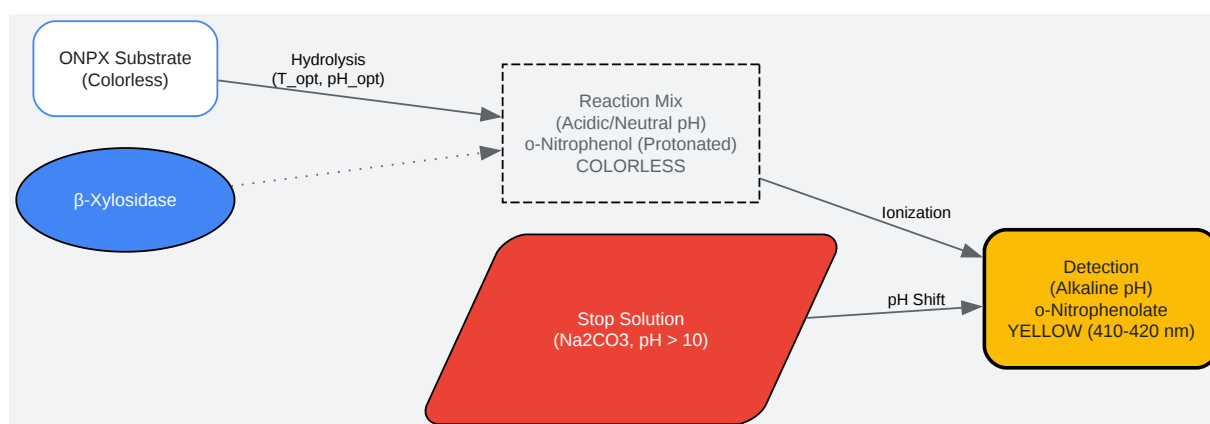 ONPX Substrate
(Colorless)
Hydrolysis
(T_opt, pH_opt)
Reaction Mix
(Acidic/Neutral pH)
o-Nitrophenol (Protonated)
COLORLESS
β-Xylosidase
Ionization
Stop Solution
(Na2CO3, pH > 10)
pH Shift
Detection
(Alkaline pH)
o-Nitrophenolate
YELLOW (410-420 nm)